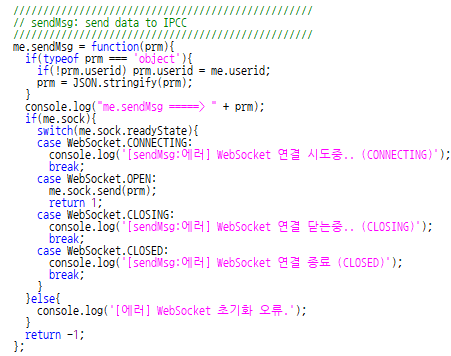 //////////////////////////////////////////////////
// sendMsg: send data to IPCC
//////////////////////////////////////////////////
me.sendMsg = function(prm){
  if(typeof prm === 'object'){
    if(!prm.userid) prm.userid = me.userid;
    prm = JSON.stringify(prm);
  }
  console.log("me.sendMsg =====> " + prm);
  if(me.sock){
    switch(me.sock.readyState){
    case WebSocket.CONNECTING:
      console.log('[sendMsg:에러] WebSocket 연결 시도중.. (CONNECTING)');
      break;
    case WebSocket.OPEN:
      me.sock.send(prm);
      return 1;
    case WebSocket.CLOSING:
      console.log('[sendMsg:에러] WebSocket 연결 닫는중.. (CLOSING)');
      break;
    case WebSocket.CLOSED:
      console.log('[sendMsg:에러] WebSocket 연결 종료 (CLOSED)');
      break;
    }
  }else{
    console.log('[에러] WebSocket 초기화 오류.');
  }
  return -1;
};